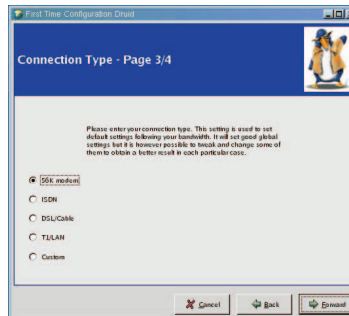 First Time Configuration Druid
Connection Type - Page 3/4
Please enter your connection type. This setting is used to set
default settings following your bandwidth. It will set good global
settings but it is however possible to tweak and change some of
them to obtain a better result in each particular case.
56K modem
ISDN
DSL/Cable
T1/LAN
Custom
Cancel
Back
Forward